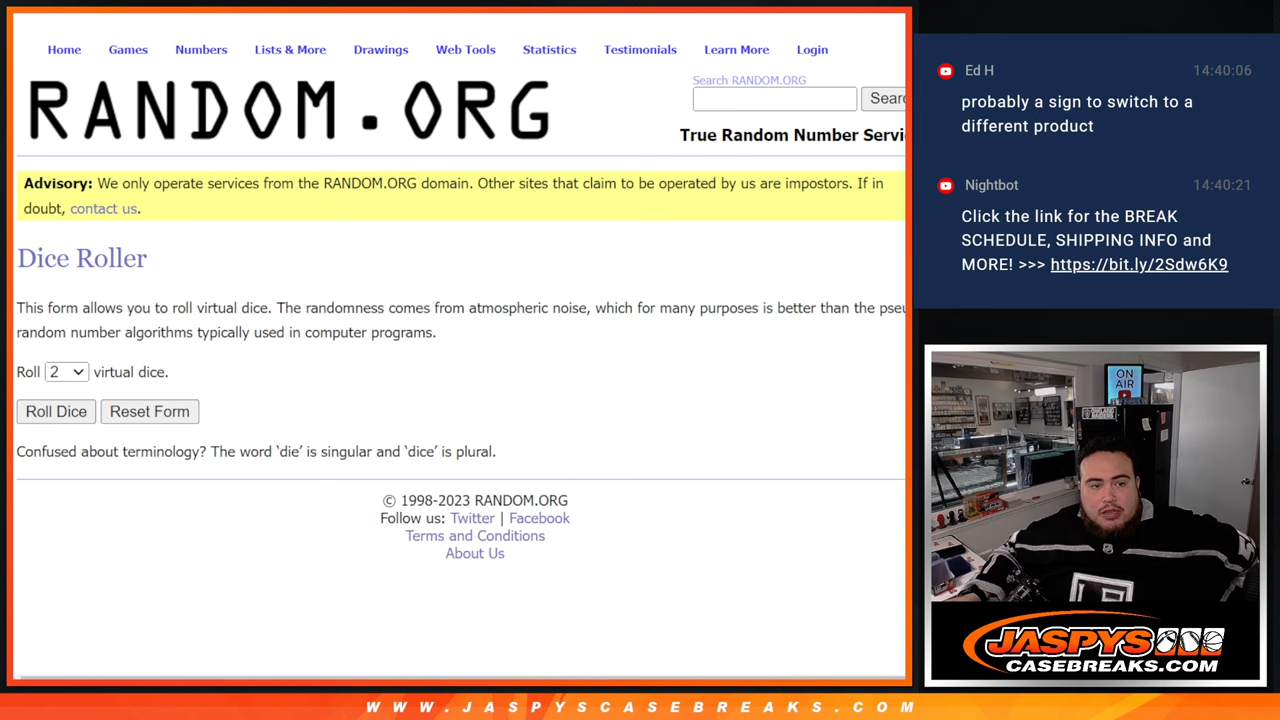 Home Games Numbers Lists & More Drawings Web Tools Statistics Testimonials Learn More Login
RANDOM.ORG
Search RANDOM.ORG
Searc
True Random Number Servi
Advisory: We only operate services from the RANDOM.ORG domain. Other sites that claim to be operated by us are impostors. If in
doubt, contact us.
Dice Roller
This form allows you to roll virtual dice. The randomness comes from atmospheric noise, which for many purposes is better than the pseu
random number algorithms typically used in computer programs.
Roll 2 virtual dice.
Roll Dice Reset Form
Confused about terminology? The word ‘die’ is singular and ‘dice’ is plural.
© 1998-2023 RANDOM.ORG
Follow us: Twitter | Facebook
Terms and Conditions
About Us
Ed H 14:40:06
probably a sign to switch to a
different product
Nightbot 14:40:21
Click the link for the BREAK
SCHEDULE, SHIPPING INFO and
MORE! >>> https://bit.ly/2Sdw6K9
ON
AIR
LA
JASPYS
CASEBREAKS.COM
WWW.JASPYSCASEBREAKS.COM